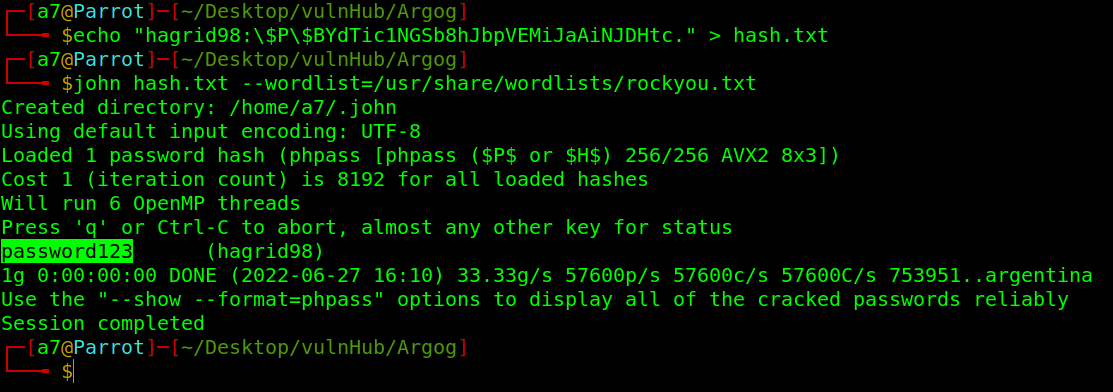 ┌─[a7@Parrot]─[~/Desktop/vulnHub/Argog]
└──╼ $echo "hagrid98:\$P\$BYdTic1NGSb8hJbpVEMiJaAiNJDHtc." > hash.txt
┌─[a7@Parrot]─[~/Desktop/vulnHub/Argog]
└──╼ $john hash.txt --wordlist=/usr/share/wordlists/rockyou.txt
Created directory: /home/a7/.john
Using default input encoding: UTF-8
Loaded 1 password hash (phpass [phpass ($P$ or $H$) 256/256 AVX2 8x3])
Cost 1 (iteration count) is 8192 for all loaded hashes
Will run 6 OpenMP threads
Press 'q' or Ctrl-C to abort, almost any other key for status
password123      (hagrid98)
1g 0:00:00:00 DONE (2022-06-27 16:10) 33.33g/s 57600p/s 57600c/s 57600C/s 753951..argentina
Use the "--show --format=phpass" options to display all of the cracked passwords reliably
Session completed
┌─[a7@Parrot]─[~/Desktop/vulnHub/Argog]
└──╼ $